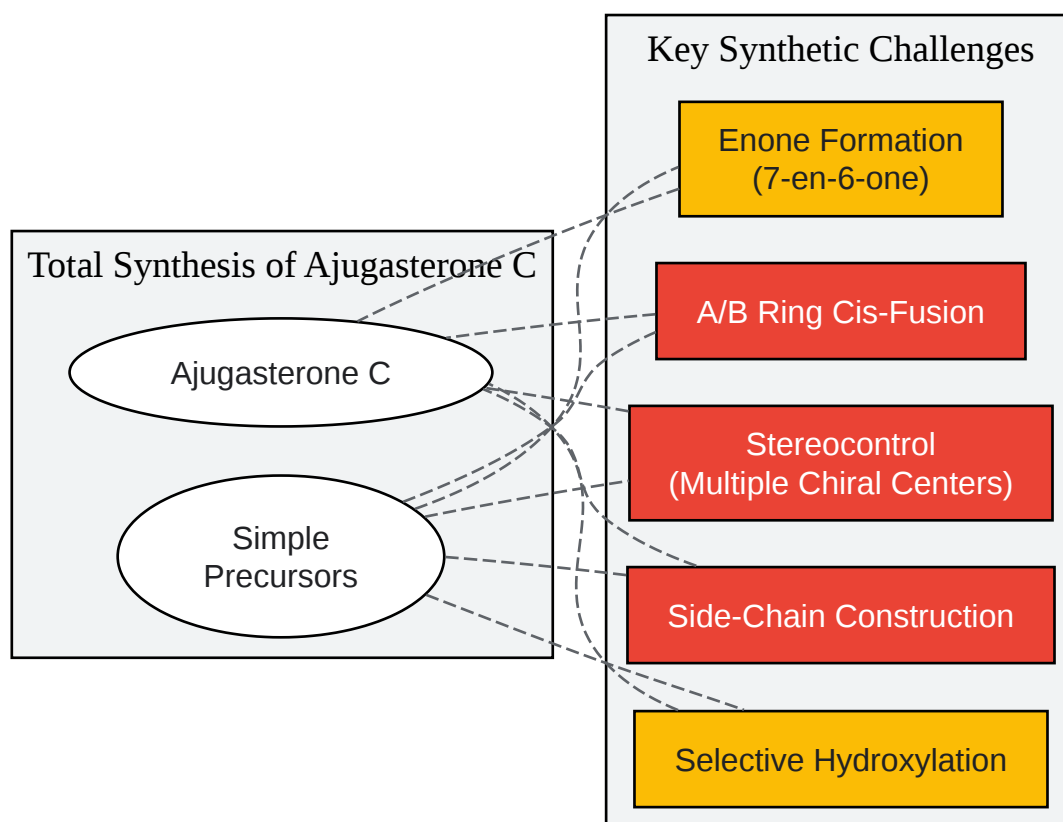 Total Synthesis of Ajugasterone C
Ajugasterone C
Simple
Precursors
Key Synthetic Challenges
Enone Formation
(7-en-6-one)
A/B Ring Cis-Fusion
Stereocontrol
(Multiple Chiral Centers)
Side-Chain Construction
Selective Hydroxylation